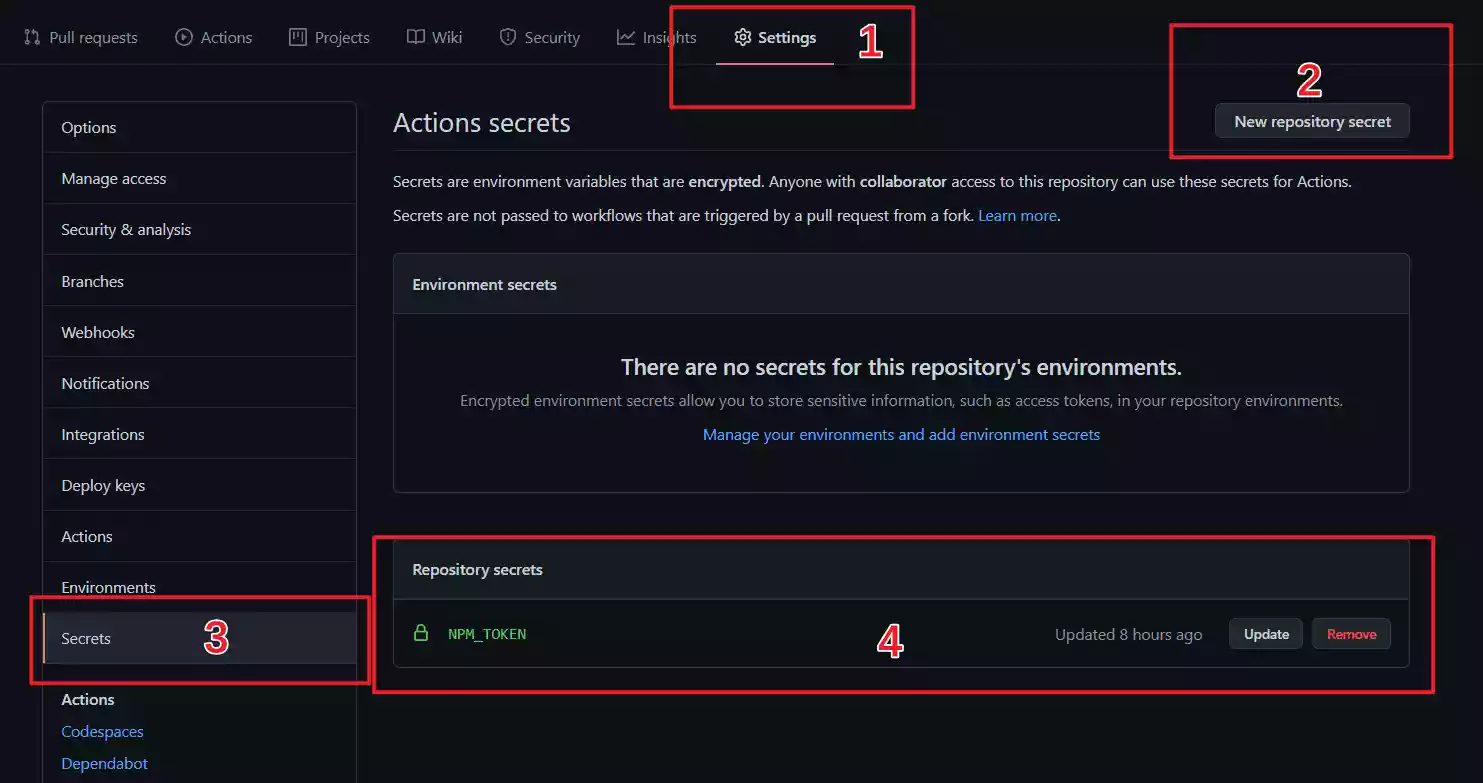 Pull requests Actions Projects Wiki Security Insights Settings 1
2
Options
Manage access
Security & analysis
Branches
Webhooks
Notifications
Integrations
Deploy keys
Actions
Environments
Secrets 3
Actions
Codespaces
Dependabot
Actions secrets New repository secret
Secrets are environment variables that are encrypted. Anyone with collaborator access to this repository can use these secrets for Actions.
Secrets are not passed to workflows that are triggered by a pull request from a fork. Learn more.
Environment secrets
There are no secrets for this repository's environments.
Encrypted environment secrets allow you to store sensitive information, such as access tokens, in your repository environments.
Manage your environments and add environment secrets
Repository secrets
NPM_TOKEN 4 Updated 8 hours ago Update Remove